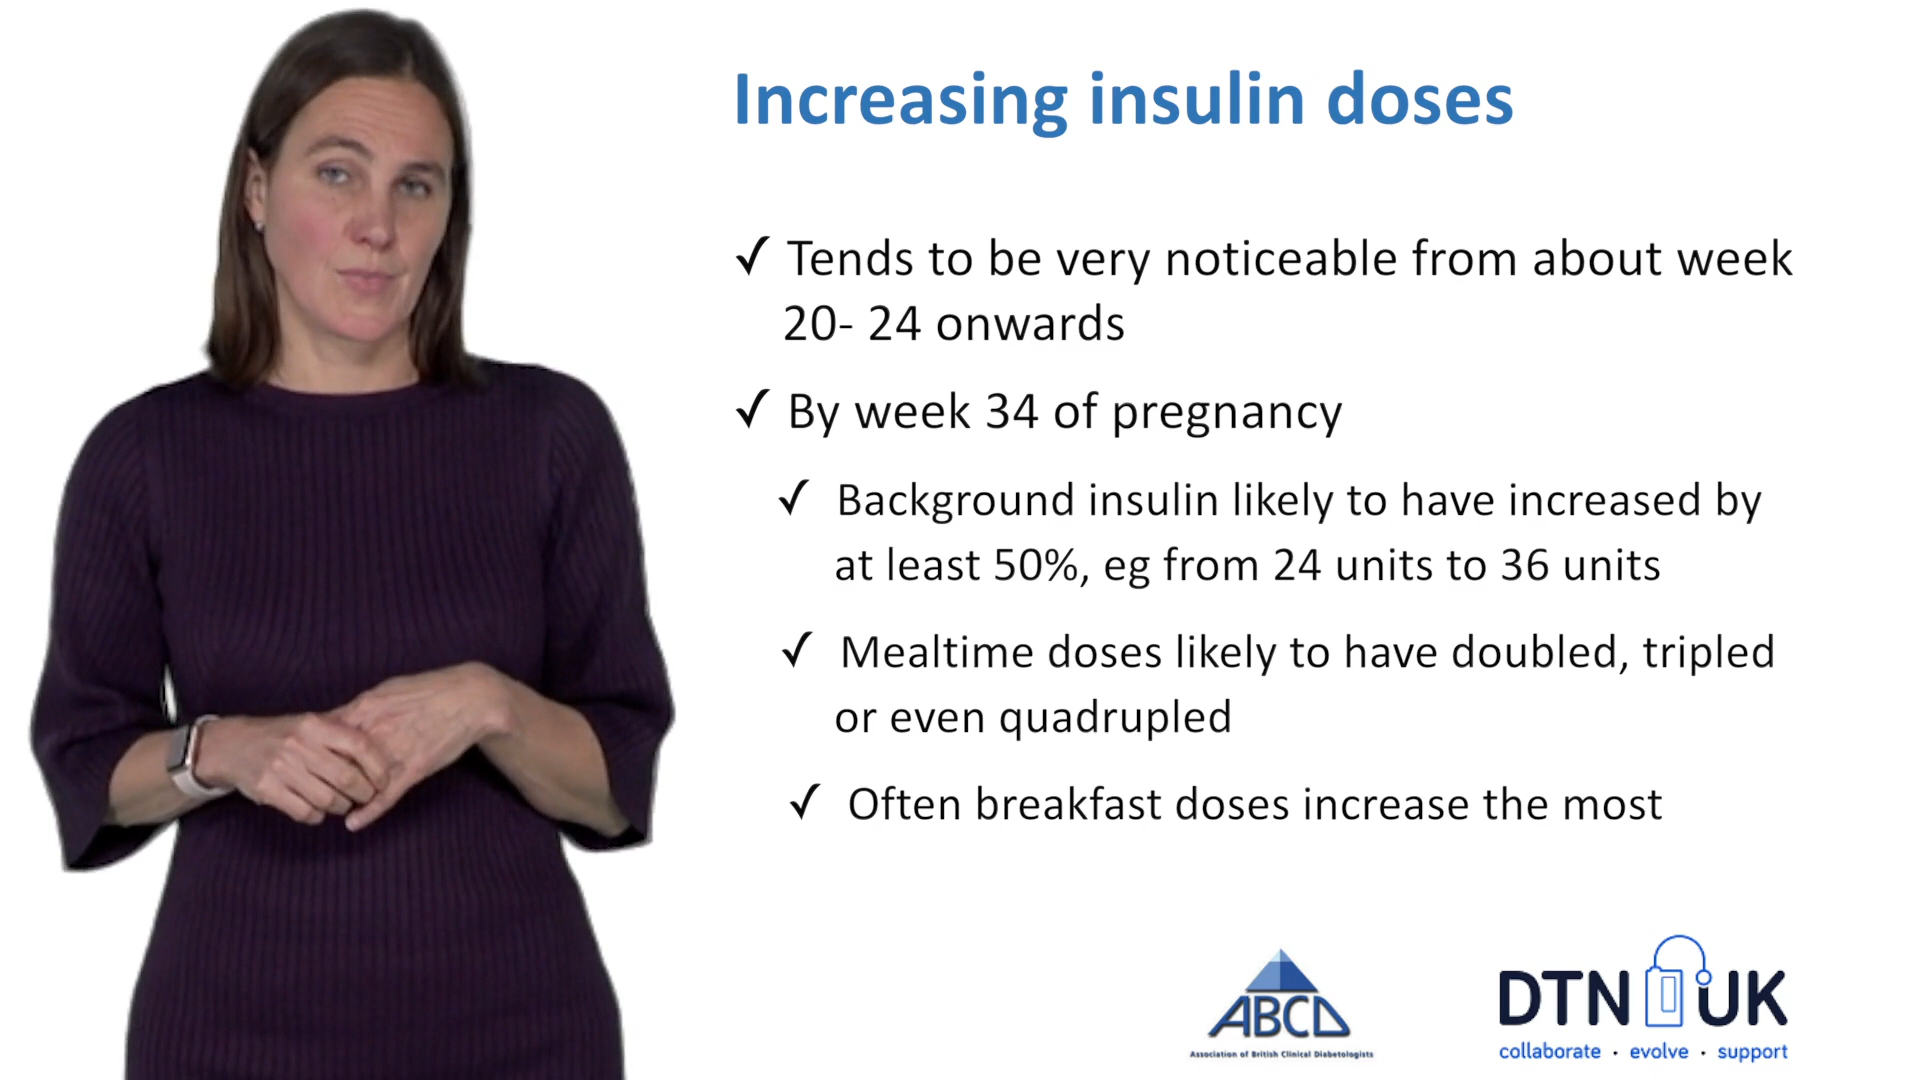 Increasing insulin doses
✓ Tends to be very noticeable from about week
20- 24 onwards
✓ By week 34 of pregnancy
✓ Background insulin likely to have increased by
at least 50%, eg from 24 units to 36 units
✓ Mealtime doses likely to have doubled, tripled
or even quadrupled
✓ Often breakfast doses increase the most
ABCD
Association of British Clinical Diabetologists
DTN UK
collaborate · evolve · support